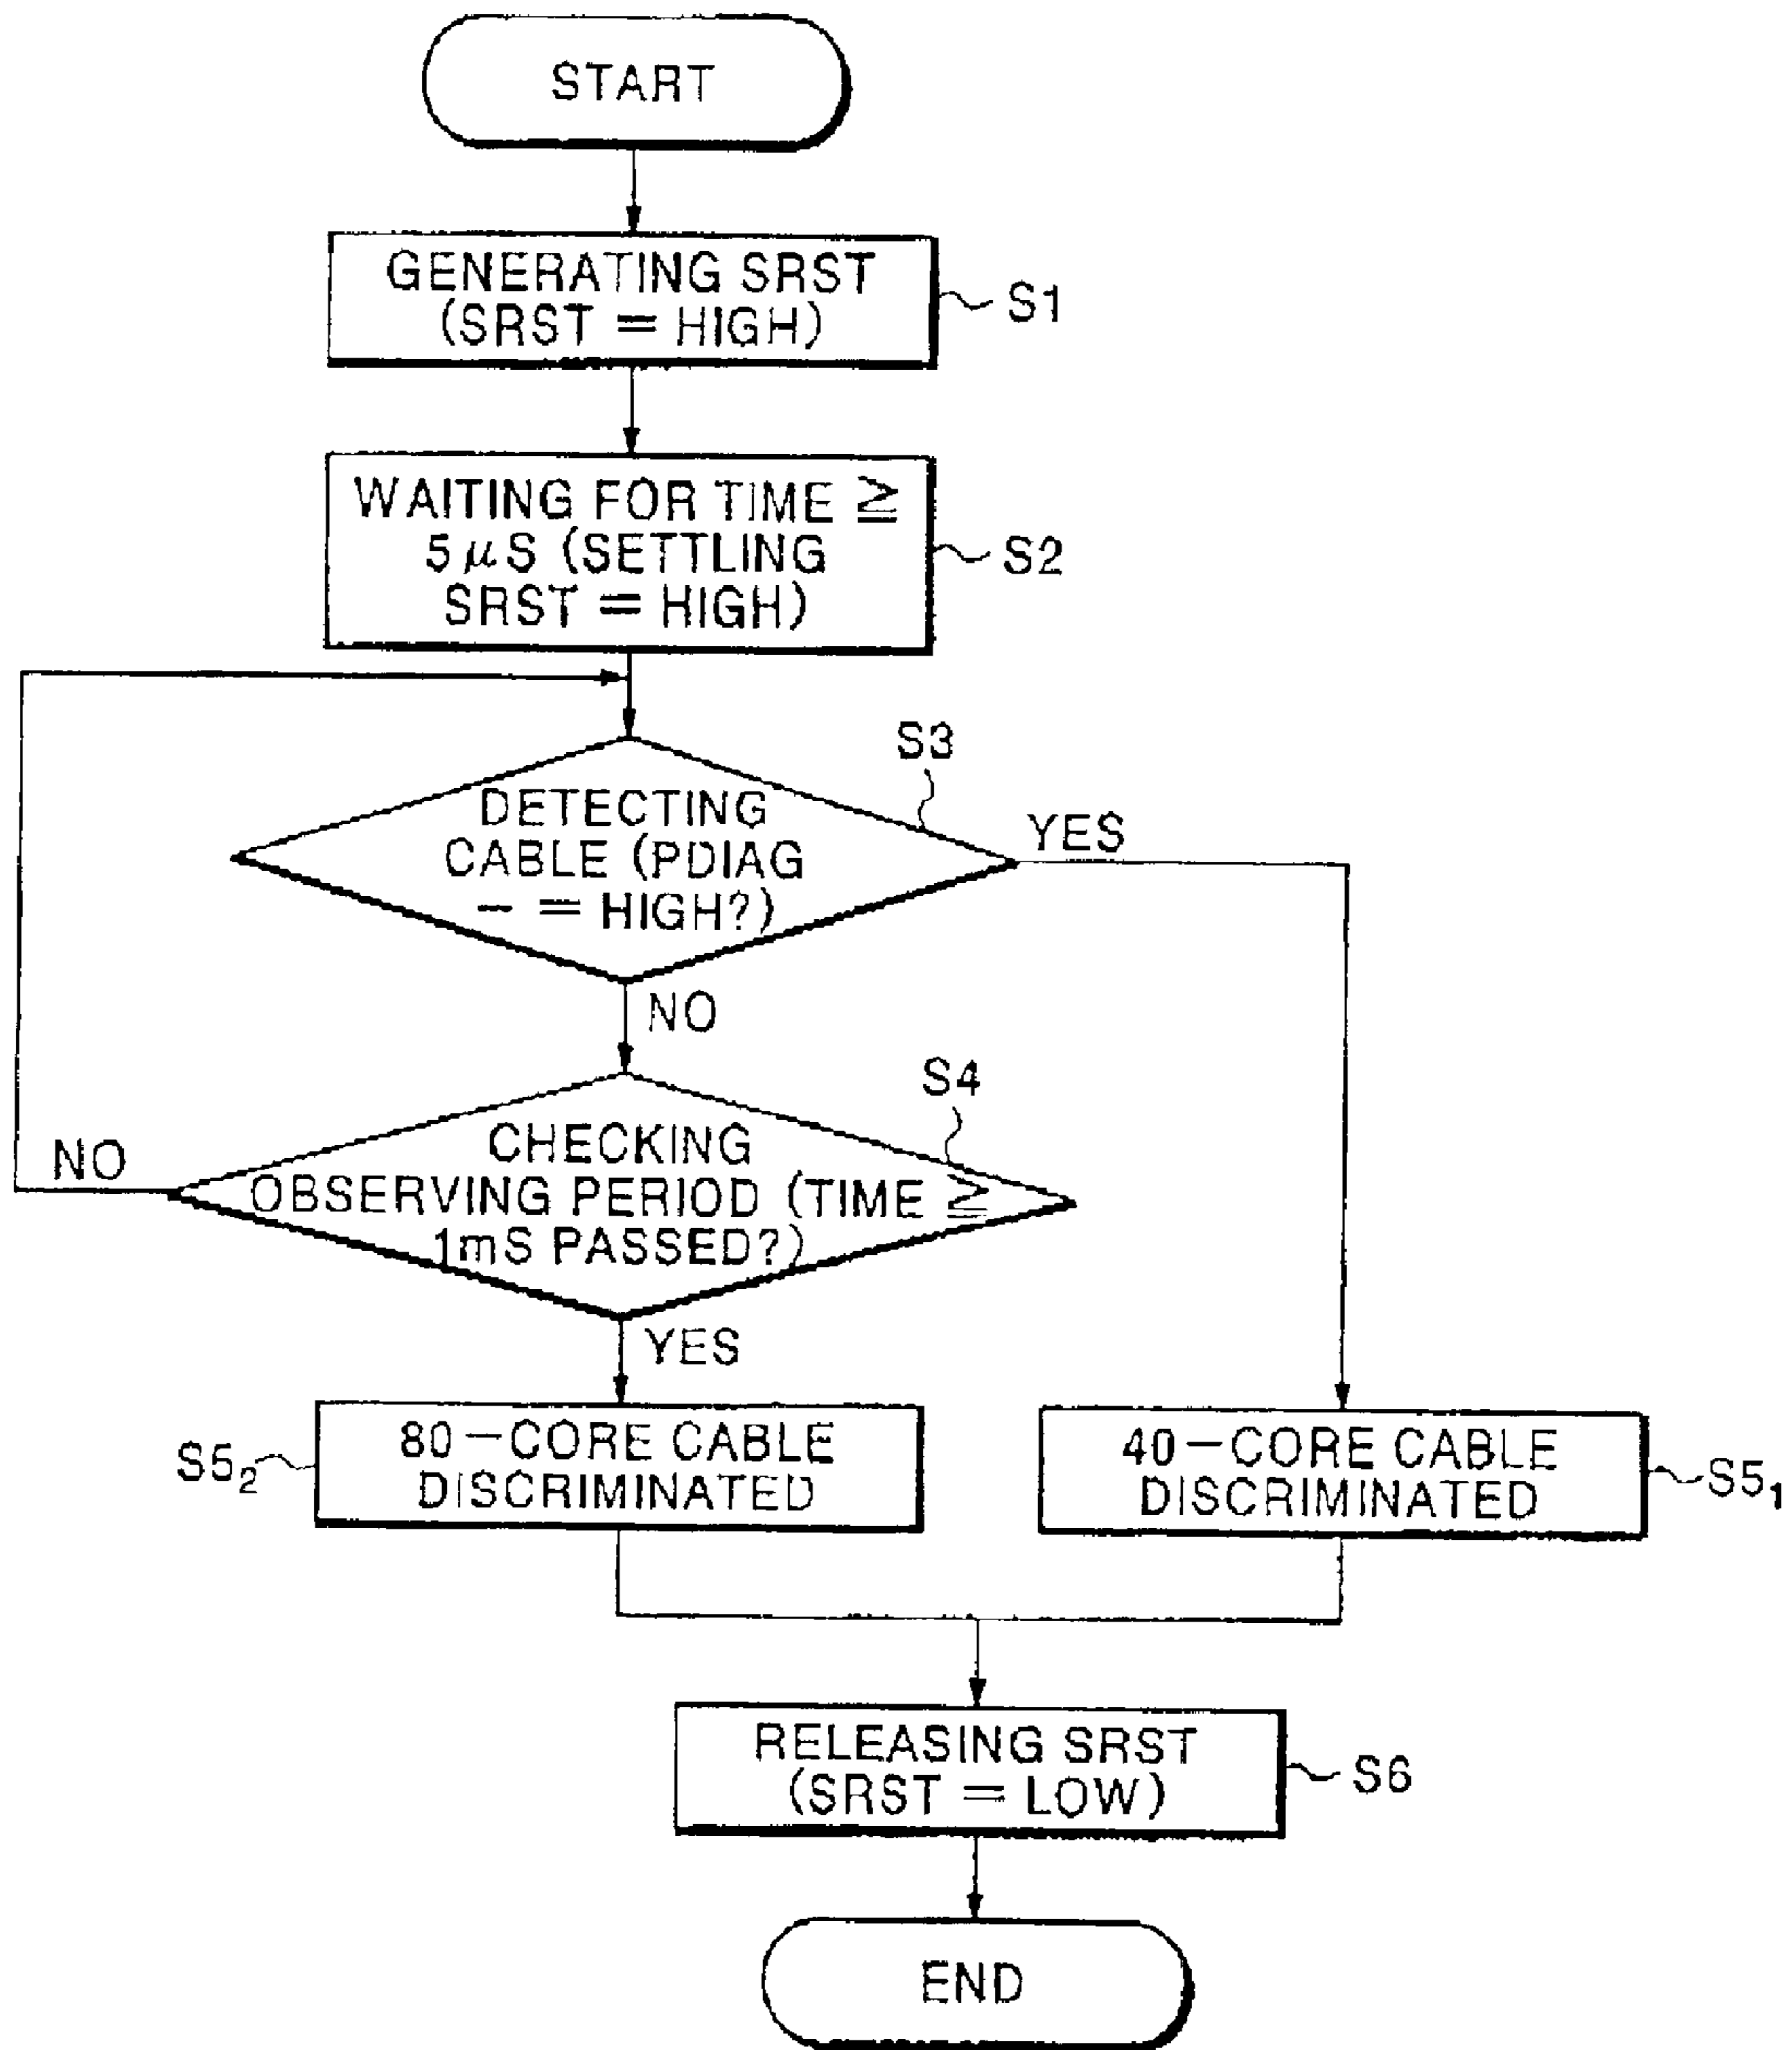 START
GENERATING SRST
(SRST = HIGH)
S1
WAITING FOR TIME ≧
5μS (SETTLING
SRST = HIGH)
S2
S3
DETECTING
CABLE (PDIAG
- = HIGH?)
YES
NO
S4
CHECKING
OBSERVING PERIOD (TIME ≧
1mS PASSED?)
NO
YES
80-CORE CABLE
DISCRIMINATED
S5₂
40-CORE CABLE
DISCRIMINATED
S5₁
RELEASING SRST
(SRST = LOW)
S6
END